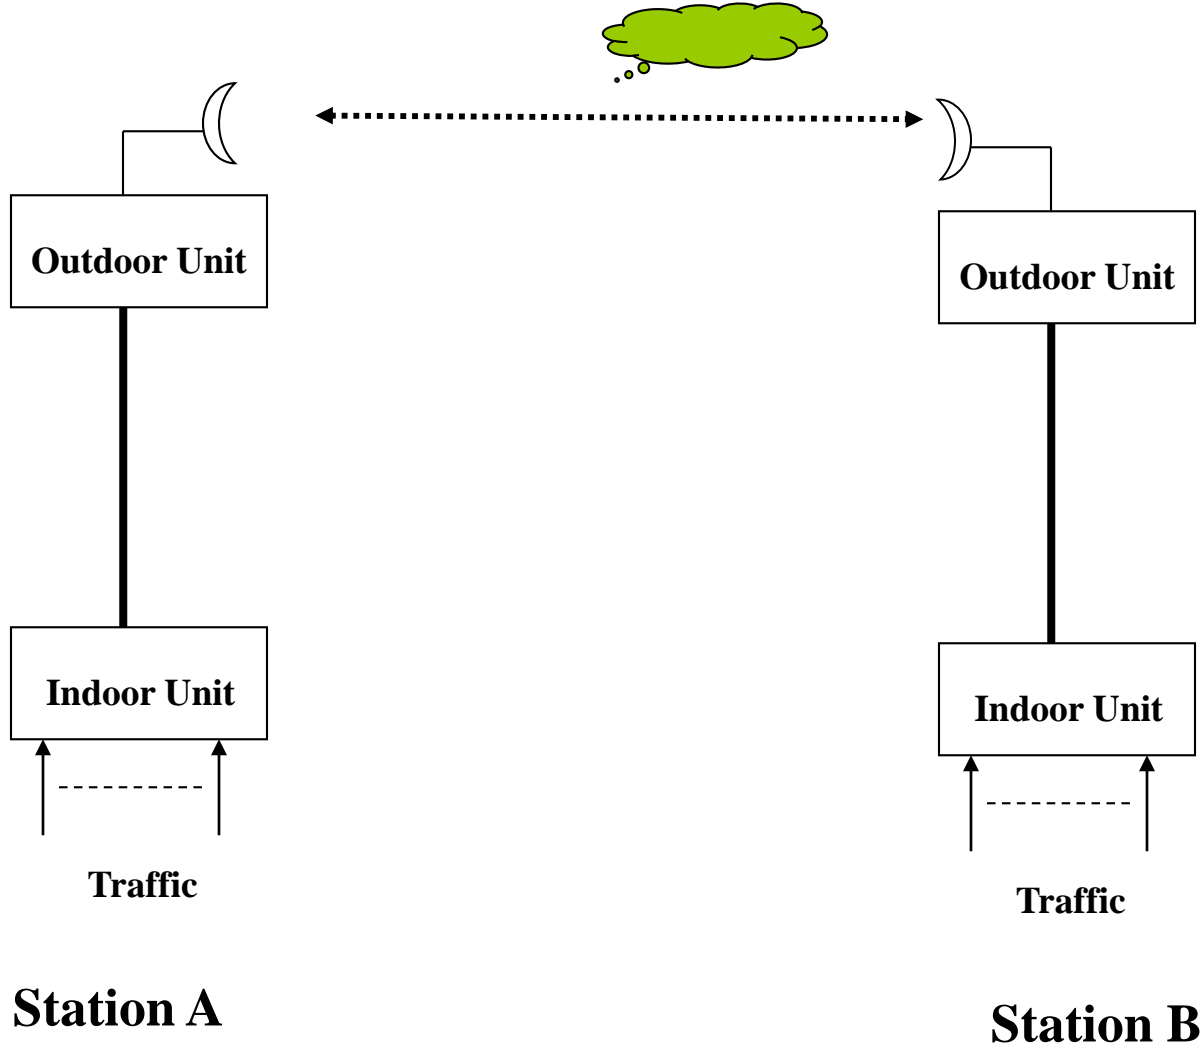 Outdoor Unit
Outdoor Unit
Indoor Unit
Indoor Unit
Traffic
Traffic
Station A
Station B